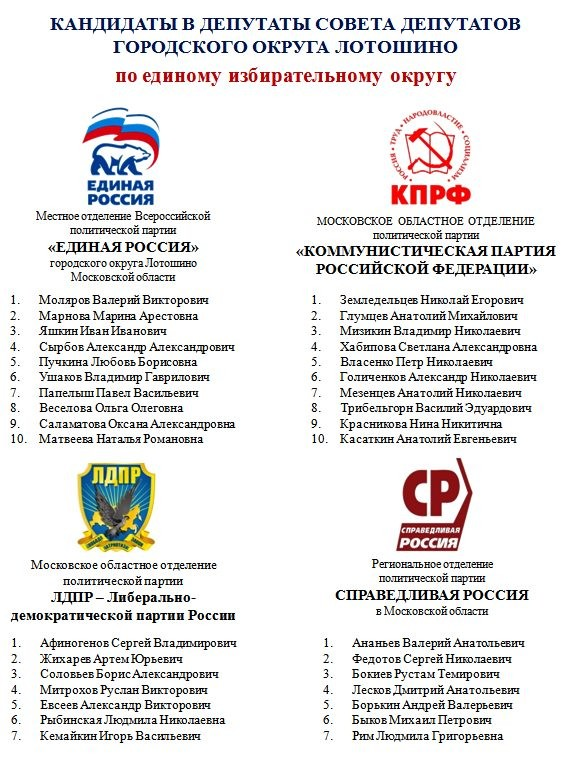 КАНДИДАТЫ В ДЕПУТАТЫ СОВЕТА ДЕПУТАТОВ
ГОРОДСКОГО ОКРУГА ЛОТОШИНО
по единому избирательному округу
ЕДИНАЯ
РОССИЯ
Местное отделение Всероссийской
политической партии
«ЕДИНАЯ РОССИЯ»
городского округа Лотошино
Московской области
1. Моляров Валерий Викторович
2. Марнова Марина Арестовна
3. Яшкин Иван Иванович
4. Сырбов Александр Александрович
5. Пучкина Любовь Борисовна
6. Ушаков Владимир Гаврилович
7. Папелыш Павел Васильевич
8. Веселова Ольга Олеговна
9. Саламатова Оксана Александровна
10. Матвеева Наталья Романовна
РОССИЯ • ТРУД • НАРОДОВЛАСТИЕ • СОЦИАЛИЗМ
КПРФ
МОСКОВСКОЕ ОБЛАСТНОЕ ОТДЕЛЕНИЕ
политической партии
«КОММУНИСТИЧЕСКАЯ ПАРТИЯ
РОССИЙСКОЙ ФЕДЕРАЦИИ»
1. Земледельцев Николай Егорович
2. Глумцев Анатолий Михайлович
3. Мизикин Владимир Николаевич
4. Хабипова Светлана Александровна
5. Власенко Петр Николаевич
6. Голиченков Александр Николаевич
7. Мезенцев Анатолий Николаевич
8. Трибельгорн Василий Эдуардович
9. Красникова Нина Никитична
10. Касаткин Анатолий Евгеньевич
ЛДПР
Московское областное отделение
политической партии
ЛДПР – Либерально-
демократической партии России
1. Афиногенов Сергей Владимирович
2. Жихарев Артем Юрьевич
3. Соловьев Борис Александрович
4. Митрохов Руслан Викторович
5. Евсеев Александр Викторович
6. Рыбинская Людмила Николаевна
7. Кемайкин Игорь Васильевич
СР
СПРАВЕДЛИВАЯ
РОССИЯ
Региональное отделение
политической партии
СПРАВЕДЛИВАЯ РОССИЯ
в Московской области
1. Ананьев Валерий Анатольевич
2. Федотов Сергей Николаевич
3. Бокиев Рустам Темирович
4. Лесков Дмитрий Анатольевич
5. Борькин Андрей Валерьевич
6. Быков Михаил Петрович
7. Рим Людмила Григорьевна